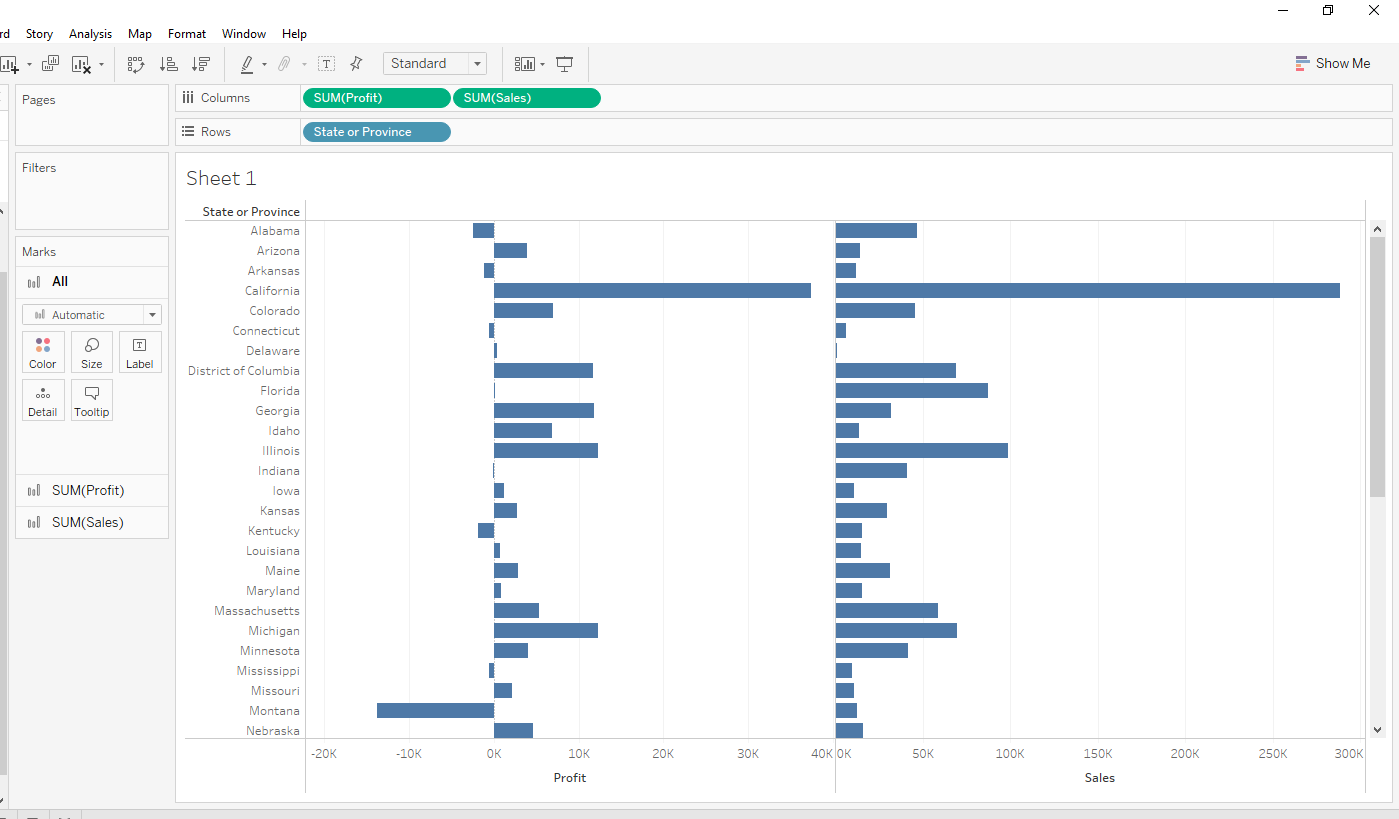 rd Story Analysis Map Format Window Help
Standard
Show Me
Pages
Columns SUM(Profit) SUM(Sales)
Rows State or Province
Filters
Marks
All
Automatic
Color Size Label
Detail Tooltip
SUM(Profit)
SUM(Sales)
Sheet 1
State or Province
Alabama
Arizona
Arkansas
California
Colorado
Connecticut
Delaware
District of Columbia
Florida
Georgia
Idaho
Illinois
Indiana
Iowa
Kansas
Kentucky
Louisiana
Maine
Maryland
Massachusetts
Michigan
Minnesota
Mississippi
Missouri
Montana
Nebraska
-20K -10K 0K 10K 20K 30K 40K 0K 50K 100K 150K 200K 250K 300K
Profit Sales